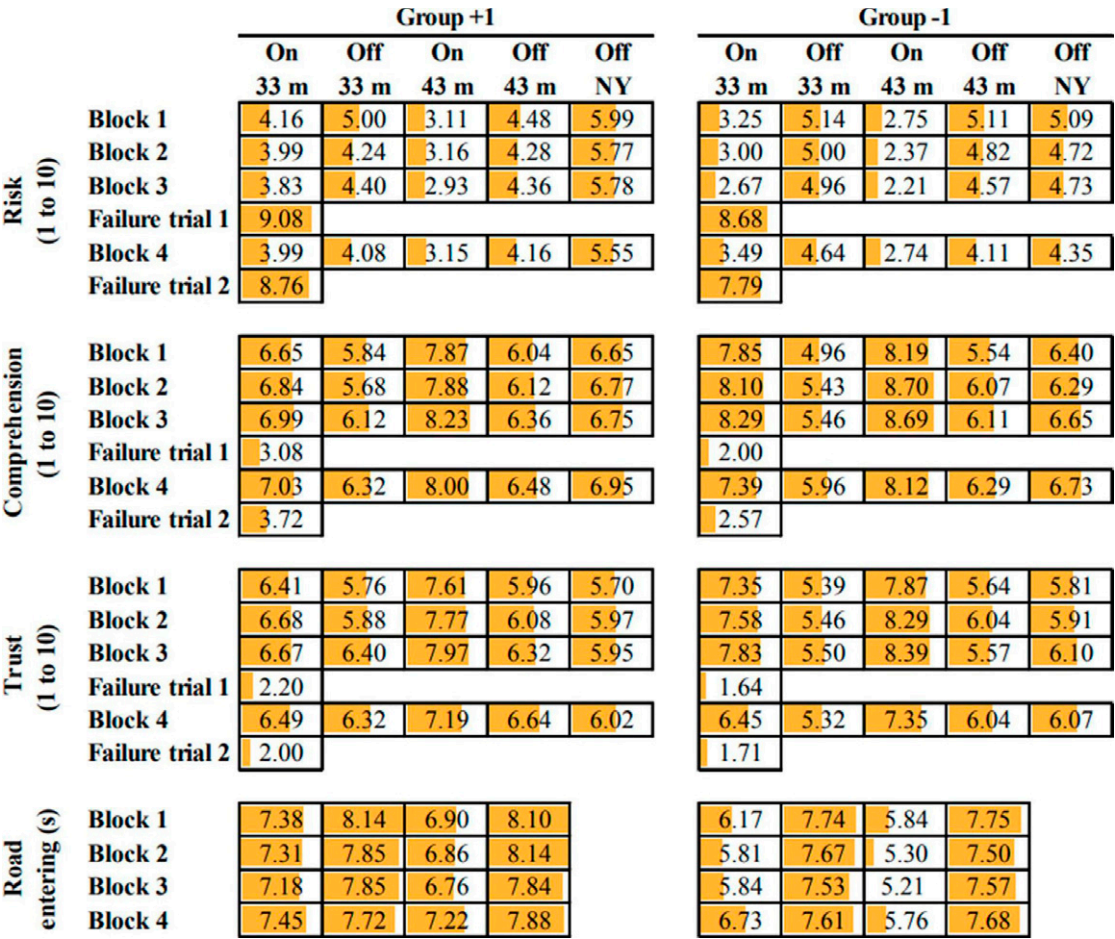 Group +1 Group -1
On Off On Off Off On Off On Off Off
33 m 33 m 43 m 43 m NY 33 m 33 m 43 m 43 m NY
Risk
(1 to 10)
Block 1 4.16 5.00 3.11 4.48 5.99 3.25 5.14 2.75 5.11 5.09
Block 2 3.99 4.24 3.16 4.28 5.77 3.00 5.00 2.37 4.82 4.72
Block 3 3.83 4.40 2.93 4.36 5.78 2.67 4.96 2.21 4.57 4.73
Failure trial 1 9.08 8.68
Block 4 3.99 4.08 3.15 4.16 5.55 3.49 4.64 2.74 4.11 4.35
Failure trial 2 8.76 7.79
Comprehension
(1 to 10)
Block 1 6.65 5.84 7.87 6.04 6.65 7.85 4.96 8.19 5.54 6.40
Block 2 6.84 5.68 7.88 6.12 6.77 8.10 5.43 8.70 6.07 6.29
Block 3 6.99 6.12 8.23 6.36 6.75 8.29 5.46 8.69 6.11 6.65
Failure trial 1 3.08 2.00
Block 4 7.03 6.32 8.00 6.48 6.95 7.39 5.96 8.12 6.29 6.73
Failure trial 2 3.72 2.57
Trust
(1 to 10)
Block 1 6.41 5.76 7.61 5.96 5.70 7.35 5.39 7.87 5.64 5.81
Block 2 6.68 5.88 7.77 6.08 5.97 7.58 5.46 8.29 6.04 5.91
Block 3 6.67 6.40 7.97 6.32 5.95 7.83 5.50 8.39 5.57 6.10
Failure trial 1 2.20 1.64
Block 4 6.49 6.32 7.19 6.64 6.02 6.45 5.32 7.35 6.04 6.07
Failure trial 2 2.00 1.71
Road
entering (s)
Block 1 7.38 8.14 6.90 8.10 6.17 7.74 5.84 7.75
Block 2 7.31 7.85 6.86 8.14 5.81 7.67 5.30 7.50
Block 3 7.18 7.85 6.76 7.84 5.84 7.53 5.21 7.57
Block 4 7.45 7.72 7.22 7.88 6.73 7.61 5.76 7.68